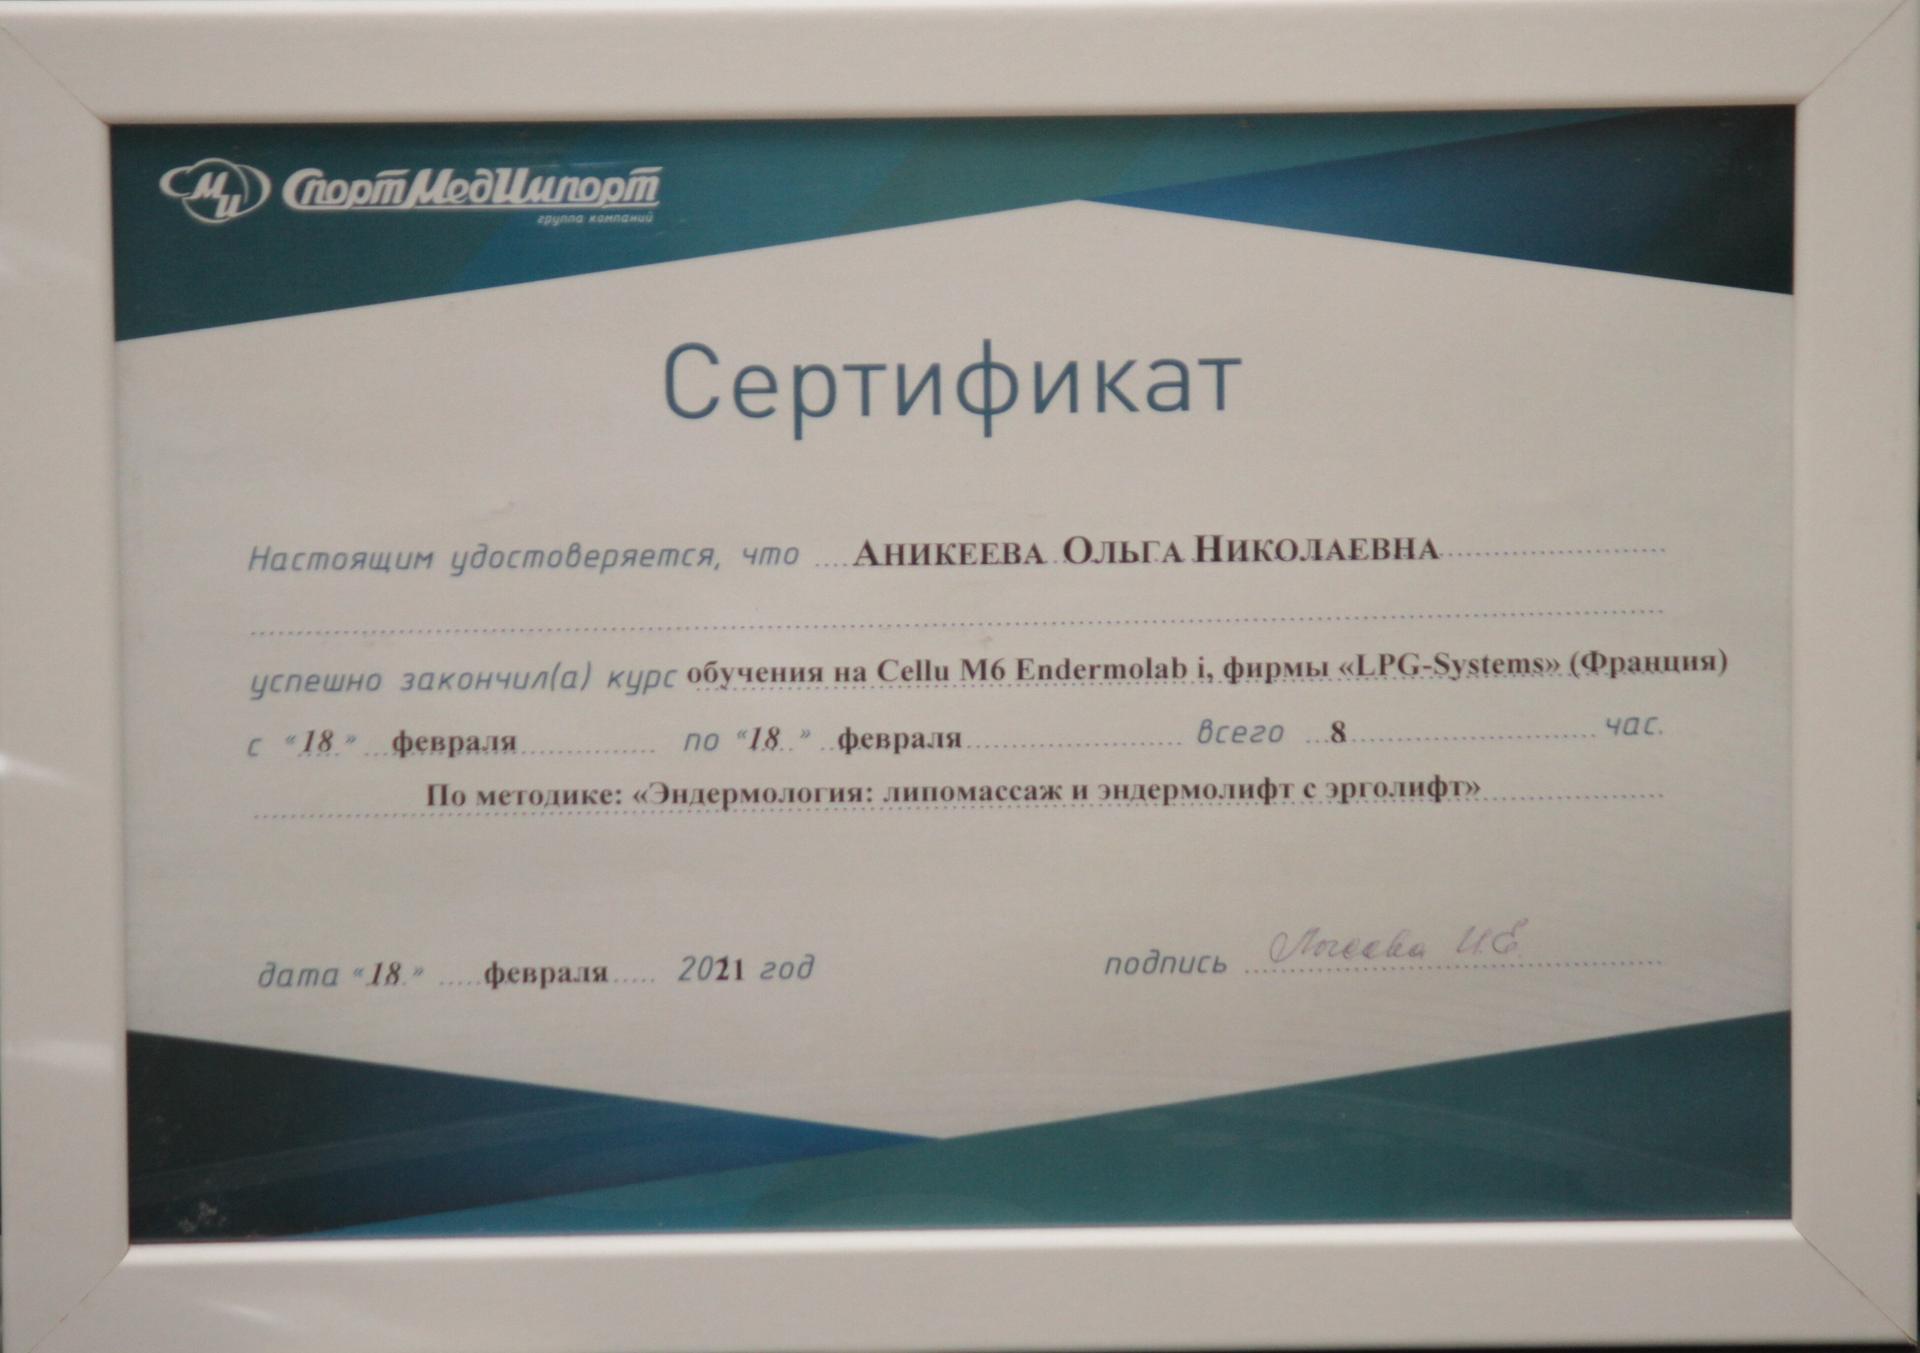 МИ СпортМедИмпорт
группа компаний
Сертификат
Настоящим удостоверяется, что АНИКЕЕВА ОЛЬГА НИКОЛАЕВНА
успешно закончил(а) курс обучения на Cellu M6 Endermolab i, фирмы «LPG-Systems» (Франция)
с “18” февраля по “18” февраля всего 8 час.
По методике: «Эндермология: липомассаж и эндермолифт с эрголифт»
дата “18” февраля 2021 год подпись И.Е.